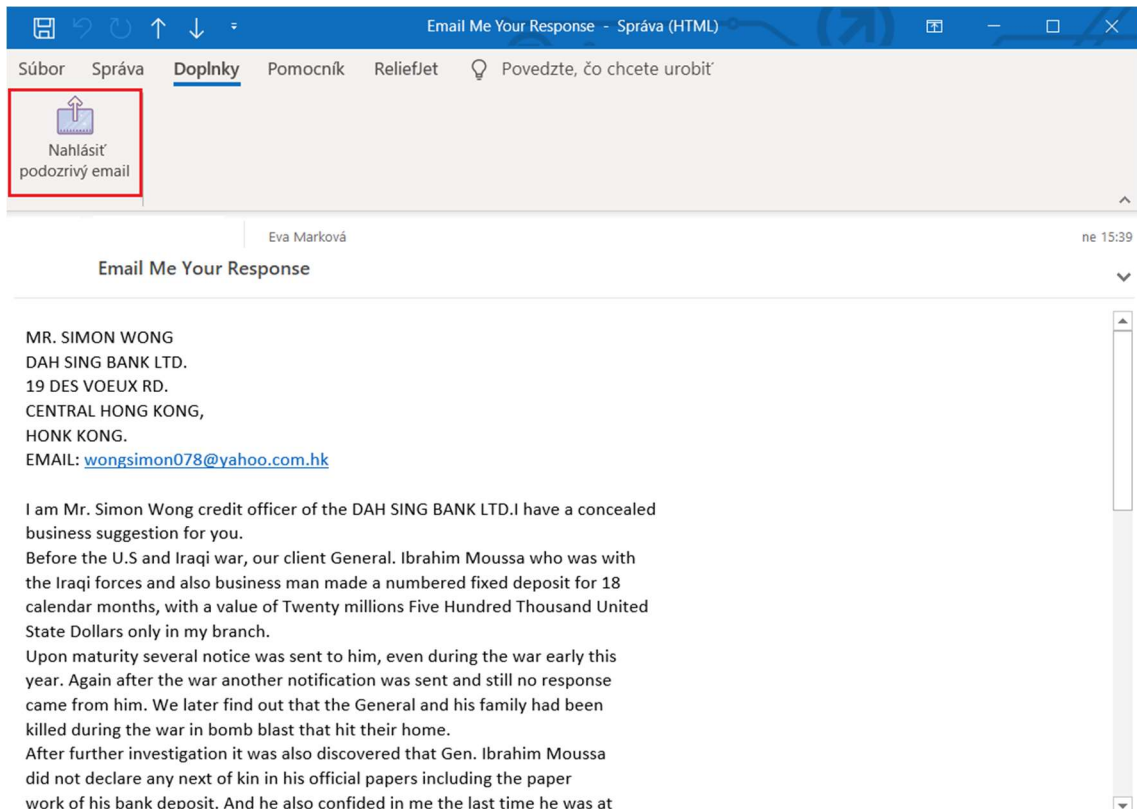 Email Me Your Response - Správa (HTML)
Súbor Správa Doplnky Pomocník ReliefJet Povedzte, čo chcete urobiť
Nahlásiť
podozrivý email
Eva Marková ne 15:39
Email Me Your Response
MR. SIMON WONG
DAH SING BANK LTD.
19 DES VOEUX RD.
CENTRAL HONG KONG,
HONK KONG.
EMAIL: wongsimon078@yahoo.com.hk
I am Mr. Simon Wong credit officer of the DAH SING BANK LTD.I have a concealed
business suggestion for you.
Before the U.S and Iraqi war, our client General. Ibrahim Moussa who was with
the Iraqi forces and also business man made a numbered fixed deposit for 18
calendar months, with a value of Twenty millions Five Hundred Thousand United
State Dollars only in my branch.
Upon maturity several notice was sent to him, even during the war early this
year. Again after the war another notification was sent and still no response
came from him. We later find out that the General and his family had been
killed during the war in bomb blast that hit their home.
After further investigation it was also discovered that Gen. Ibrahim Moussa
did not declare any next of kin in his official papers including the paper
work of his bank deposit. And he also confided in me the last time he was at